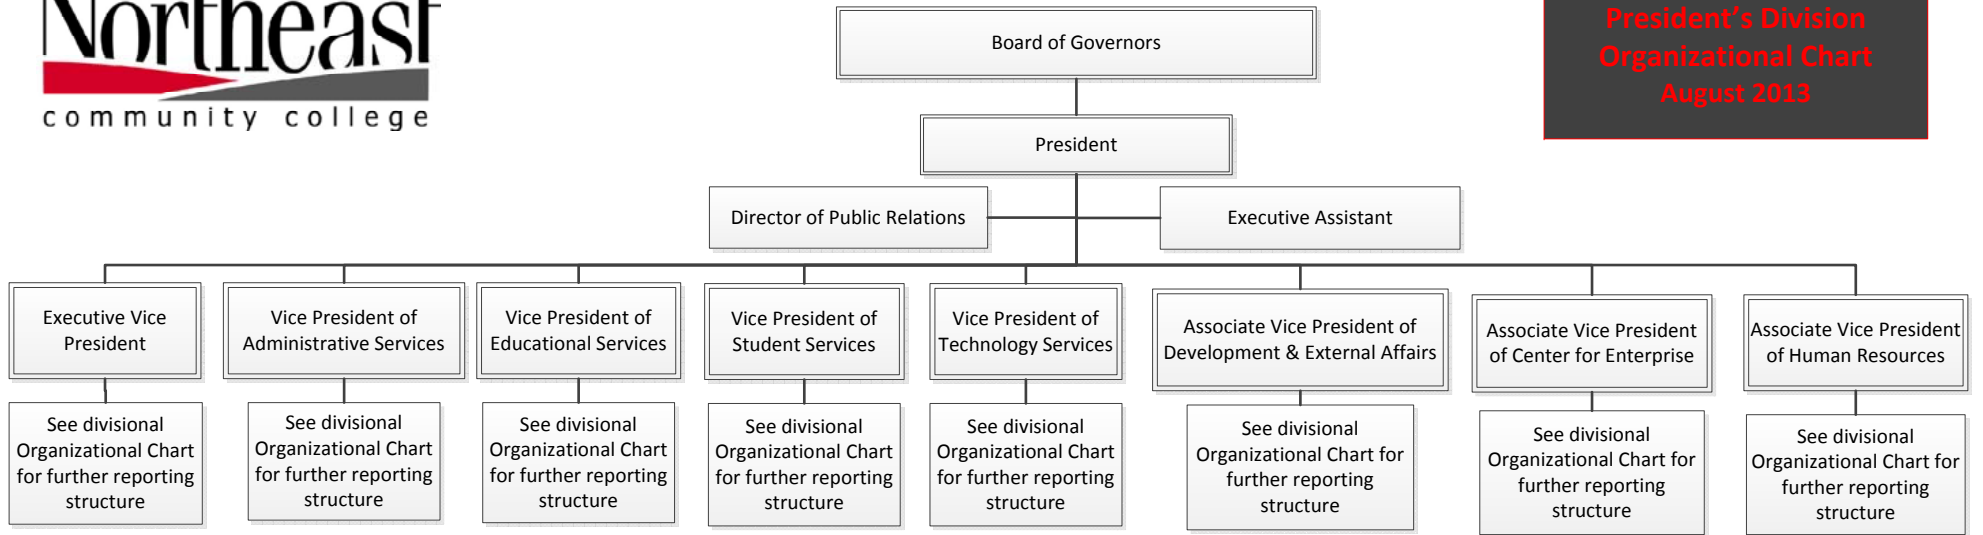 Northeast
community college
President's Division
Organizational Chart
August 2013
Board of Governors
President
Director of Public Relations
Executive Assistant
Executive Vice
President
Vice President of
Administrative Services
Vice President of
Educational Services
Vice President of
Student Services
Vice President of
Technology Services
Associate Vice President of
Development & External Affairs
Associate Vice President
of Center for Enterprise
Associate Vice President
of Human Resources
See divisional
Organizational Chart
for further reporting
structure
See divisional
Organizational Chart
for further reporting
structure
See divisional
Organizational Chart
for further reporting
structure
See divisional
Organizational Chart
for further reporting
structure
See divisional
Organizational Chart
for further reporting
structure
See divisional
Organizational Chart for
further reporting
structure
See divisional
Organizational Chart for
further reporting
structure
See divisional
Organizational Chart for
further reporting
structure